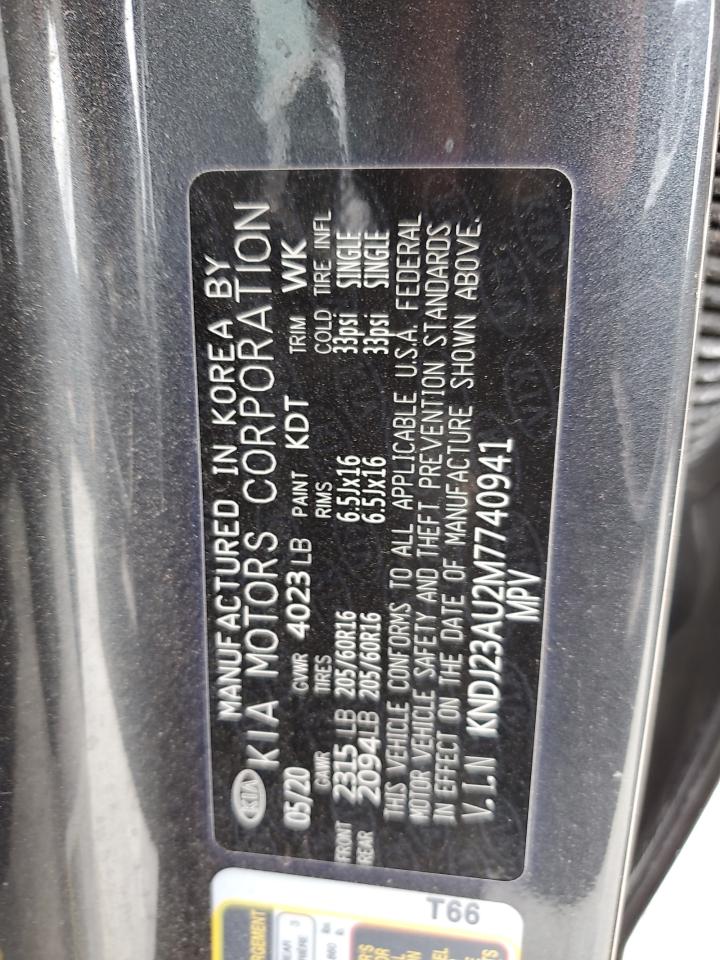 KIA MANUFACTURED IN KOREA BY
KIA MOTORS CORPORATION
05/20 GVWR 4023 LB PAINT KDT TRIM WK
GAWR TIRES RIMS COLD TIRE INFL
FRONT 2315 LB 205/60R16 6.5Jx16 33psi SINGLE
REAR 2094LB 205/60R16 6.5Jx16 33psi SINGLE
THIS VEHICLE CONFORMS TO ALL APPLICABLE U.S.A. FEDERAL
MOTOR VEHICLE SAFETY AND THEFT PREVENTION STANDARDS
IN EFFECT ON THE DATE OF MANUFACTURE SHOWN ABOVE.
V.I.N KNDJ23AU2M7740941
MPV
T66